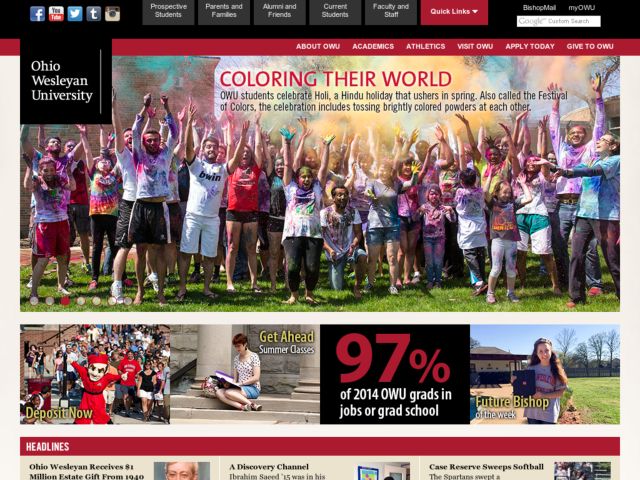 Prospective
Students
Parents and
Families
Alumni and
Friends
Current
Students
Faculty and
Staff
Quick Links
BishopMail myOWU
Google Custom Search
ABOUT OWU ACADEMICS ATHLETICS VISIT OWU APPLY TODAY GIVE TO OWU
Ohio
Wesleyan
University
COLORING THEIR WORLD
OWU students celebrate Holi, a Hindu holiday that ushers in spring. Also called the Festival
of Colors, the celebration includes tossing brightly colored powders at each other.
bwin
Deposit Now
Get Ahead
Summer Classes
97%
of 2014 OWU grads in
jobs or grad school
Future Bishop
of the week
HEADLINES
Ohio Wesleyan Receives $1
Million Estate Gift From 1940
A Discovery Channel
Ibrahim Saeed '15 was in his
Case Reserve Sweeps Softball
The Spartans swept a